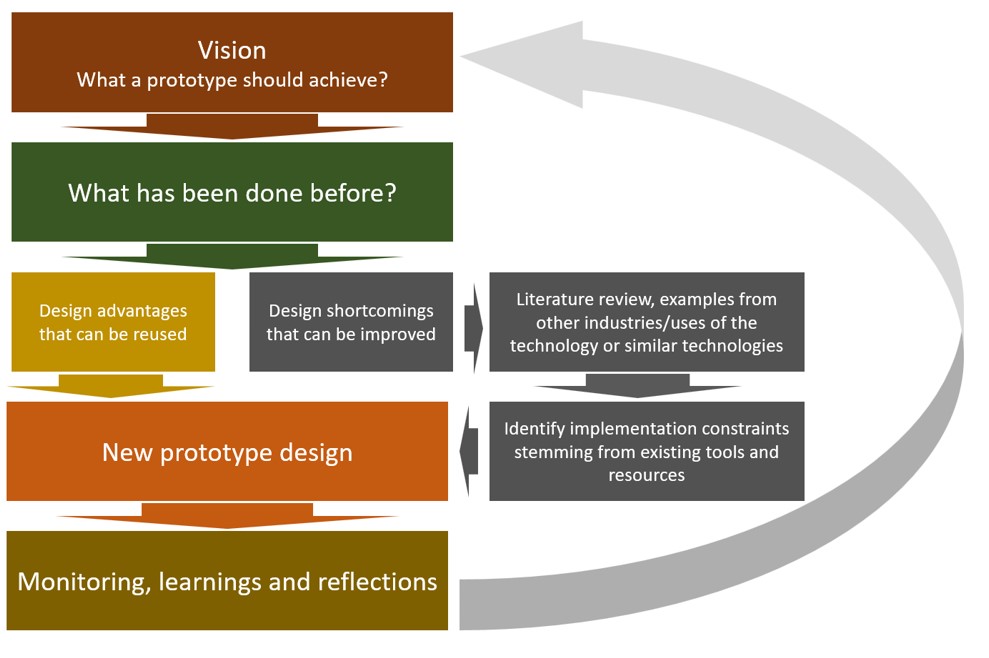 Vision
What a prototype should achieve?
What has been done before?
Design advantages
that can be reused
Design shortcomings
that can be improved
Literature review, examples from
other industries/uses of the
technology or similar technologies
New prototype design
Identify implementation constraints
stemming from existing tools and
resources
Monitoring, learnings and reflections